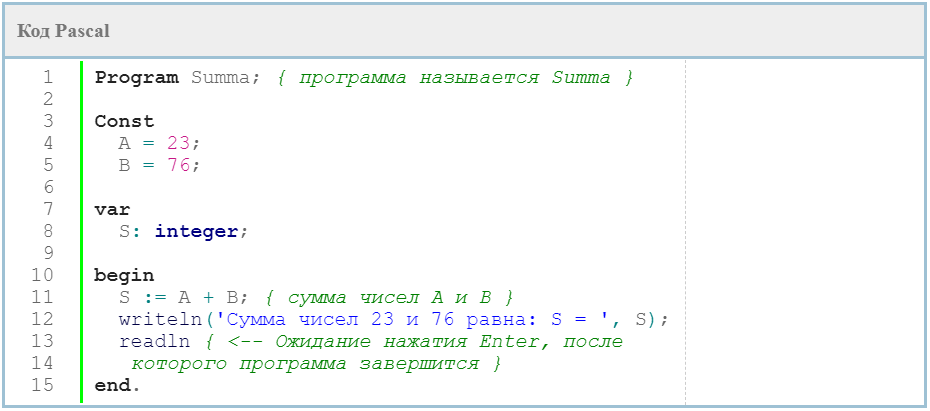 Код Pascal
1 Program Summa; { программа называется Summa }
2
3 Const
4   A = 23;
5   B = 76;
6
7 var
8   S: integer;
9
10 begin
11   S := A + B; { сумма чисел A и B }
12   writeln('Сумма чисел 23 и 76 равна: S = ', S);
13   readln { <-- Ожидание нажатия Enter, после
14    которого программа завершится }
15 end.